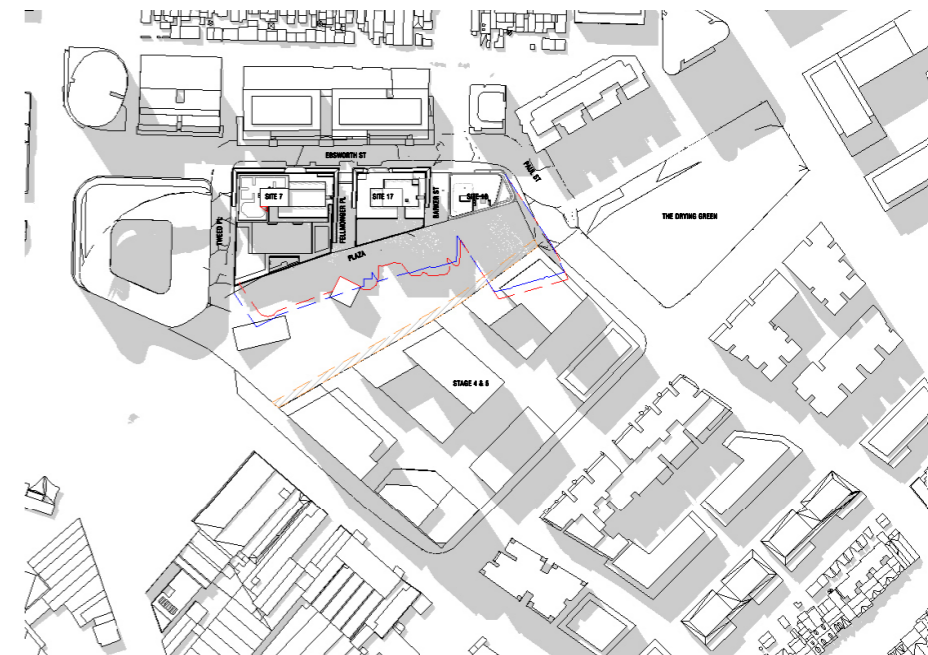 EBSWORTH ST
PAUL ST
SITE 7
SITE 17
SITE 18
TWEED PL
FELLMONGER PL
BARKER ST
THE DRYING GREEN
PLAZA
STAGE 4 & 5